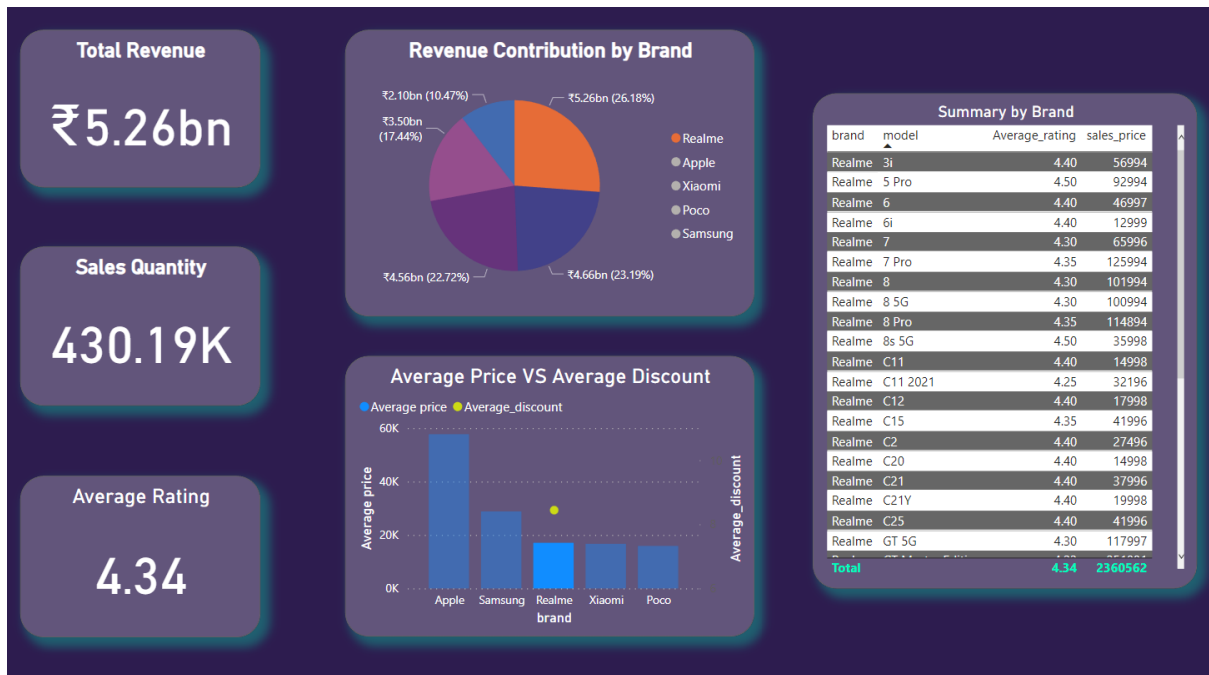 Total Revenue
₹5.26bn
Sales Quantity
430.19K
Average Rating
4.34
Revenue Contribution by Brand
₹2.10bn (10.47%)
₹5.26bn (26.18%)
₹3.50bn
(17.44%)
₹4.56bn (22.72%)
₹4.66bn (23.19%)
Realme
Apple
Xiaomi
Poco
Samsung
Average Price VS Average Discount
Average price Average_discount
60K
40K
20K
0K
Average price
Average_discount
Apple Samsung Realme Xiaomi Poco
brand
Summary by Brand
brand model Average_rating sales_price
Realme 3i 4.40 56994
Realme 5 Pro 4.50 92994
Realme 6 4.40 46997
Realme 6i 4.40 12999
Realme 7 4.30 65996
Realme 7 Pro 4.35 125994
Realme 8 4.30 101994
Realme 8 5G 4.30 100994
Realme 8 Pro 4.35 114894
Realme 8s 5G 4.50 35998
Realme C11 4.40 14998
Realme C11 2021 4.25 32196
Realme C12 4.40 17998
Realme C15 4.35 41996
Realme C2 4.40 27496
Realme C20 4.40 14998
Realme C21 4.40 37996
Realme C21Y 4.40 19998
Realme C25 4.40 41996
Realme GT 5G 4.30 117997
Total 4.34 2360562